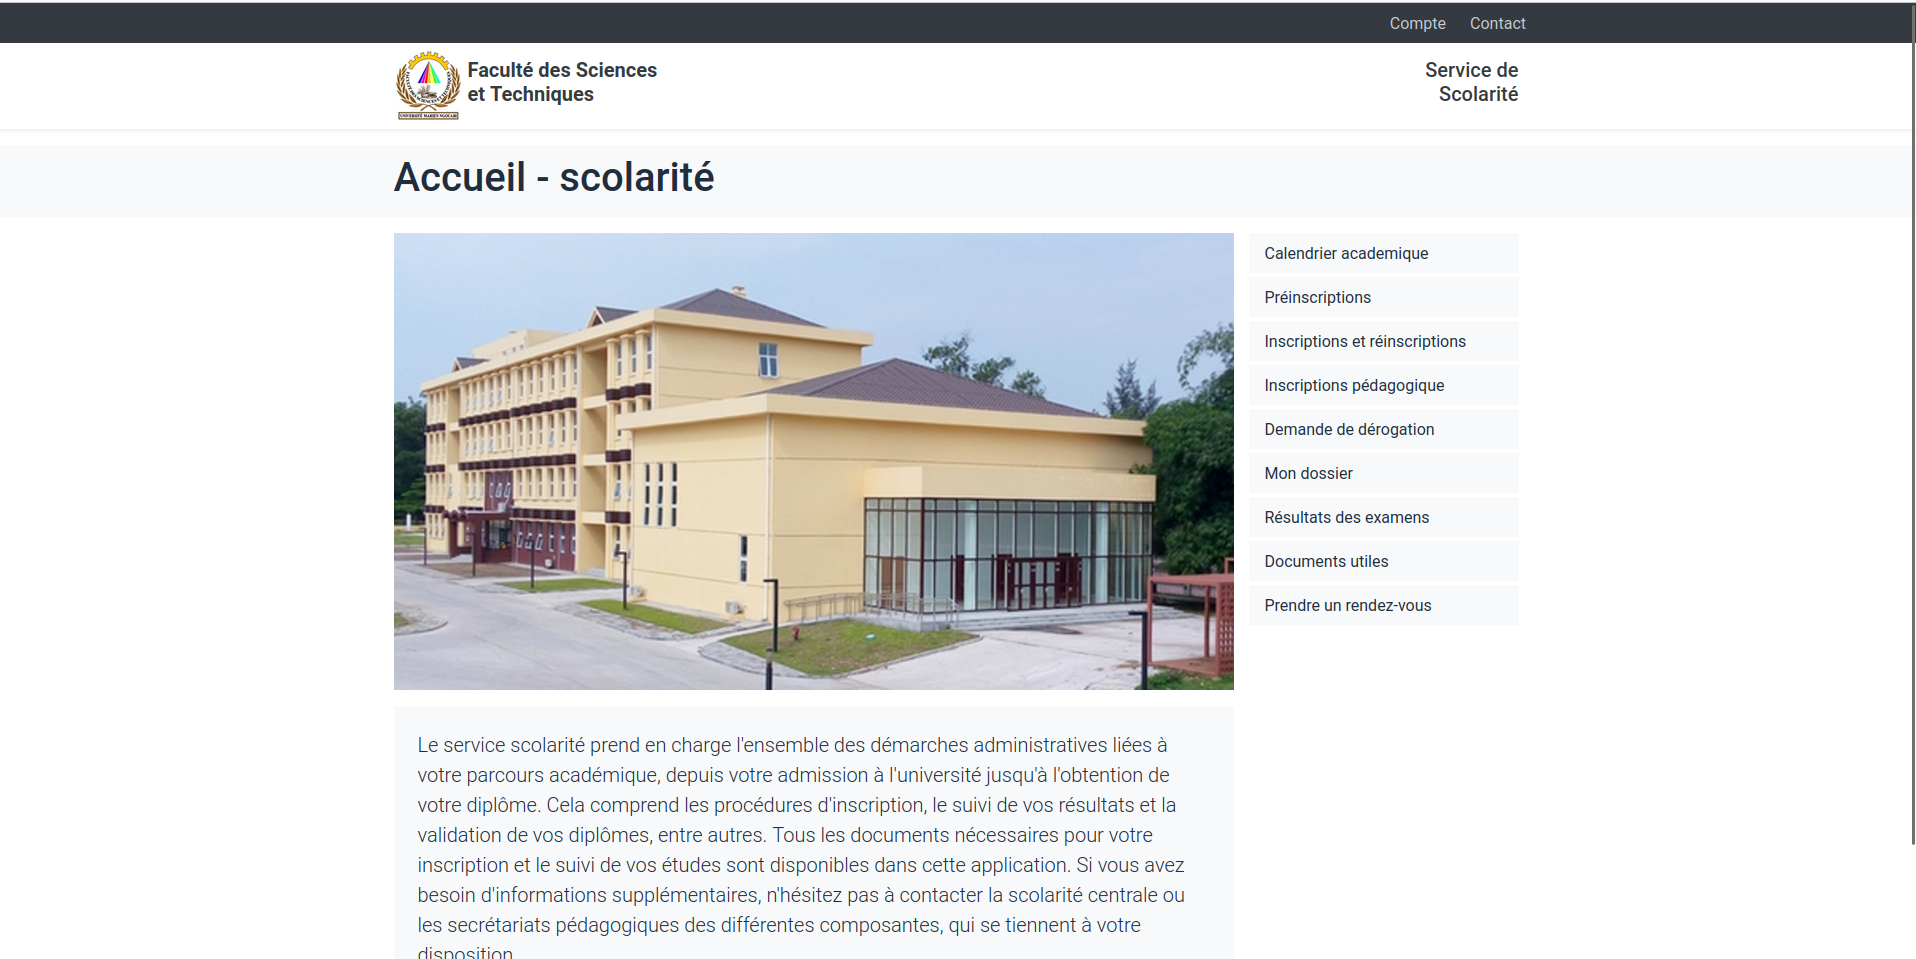 Compte Contact
Faculté des Sciences
et Techniques
UNIVERSITÉ MARIEN NGOUABI
Service de
Scolarité
Accueil - scolarité
Calendrier academique
Préinscriptions
Inscriptions et réinscriptions
Inscriptions pédagogique
Demande de dérogation
Mon dossier
Résultats des examens
Documents utiles
Prendre un rendez-vous
Le service scolarité prend en charge l'ensemble des démarches administratives liées à
votre parcours académique, depuis votre admission à l'université jusqu'à l'obtention de
votre diplôme. Cela comprend les procédures d'inscription, le suivi de vos résultats et la
validation de vos diplômes, entre autres. Tous les documents nécessaires pour votre
inscription et le suivi de vos études sont disponibles dans cette application. Si vous avez
besoin d'informations supplémentaires, n'hésitez pas à contacter la scolarité centrale ou
les secrétariats pédagogiques des différentes composantes, qui se tiennent à votre
disposition